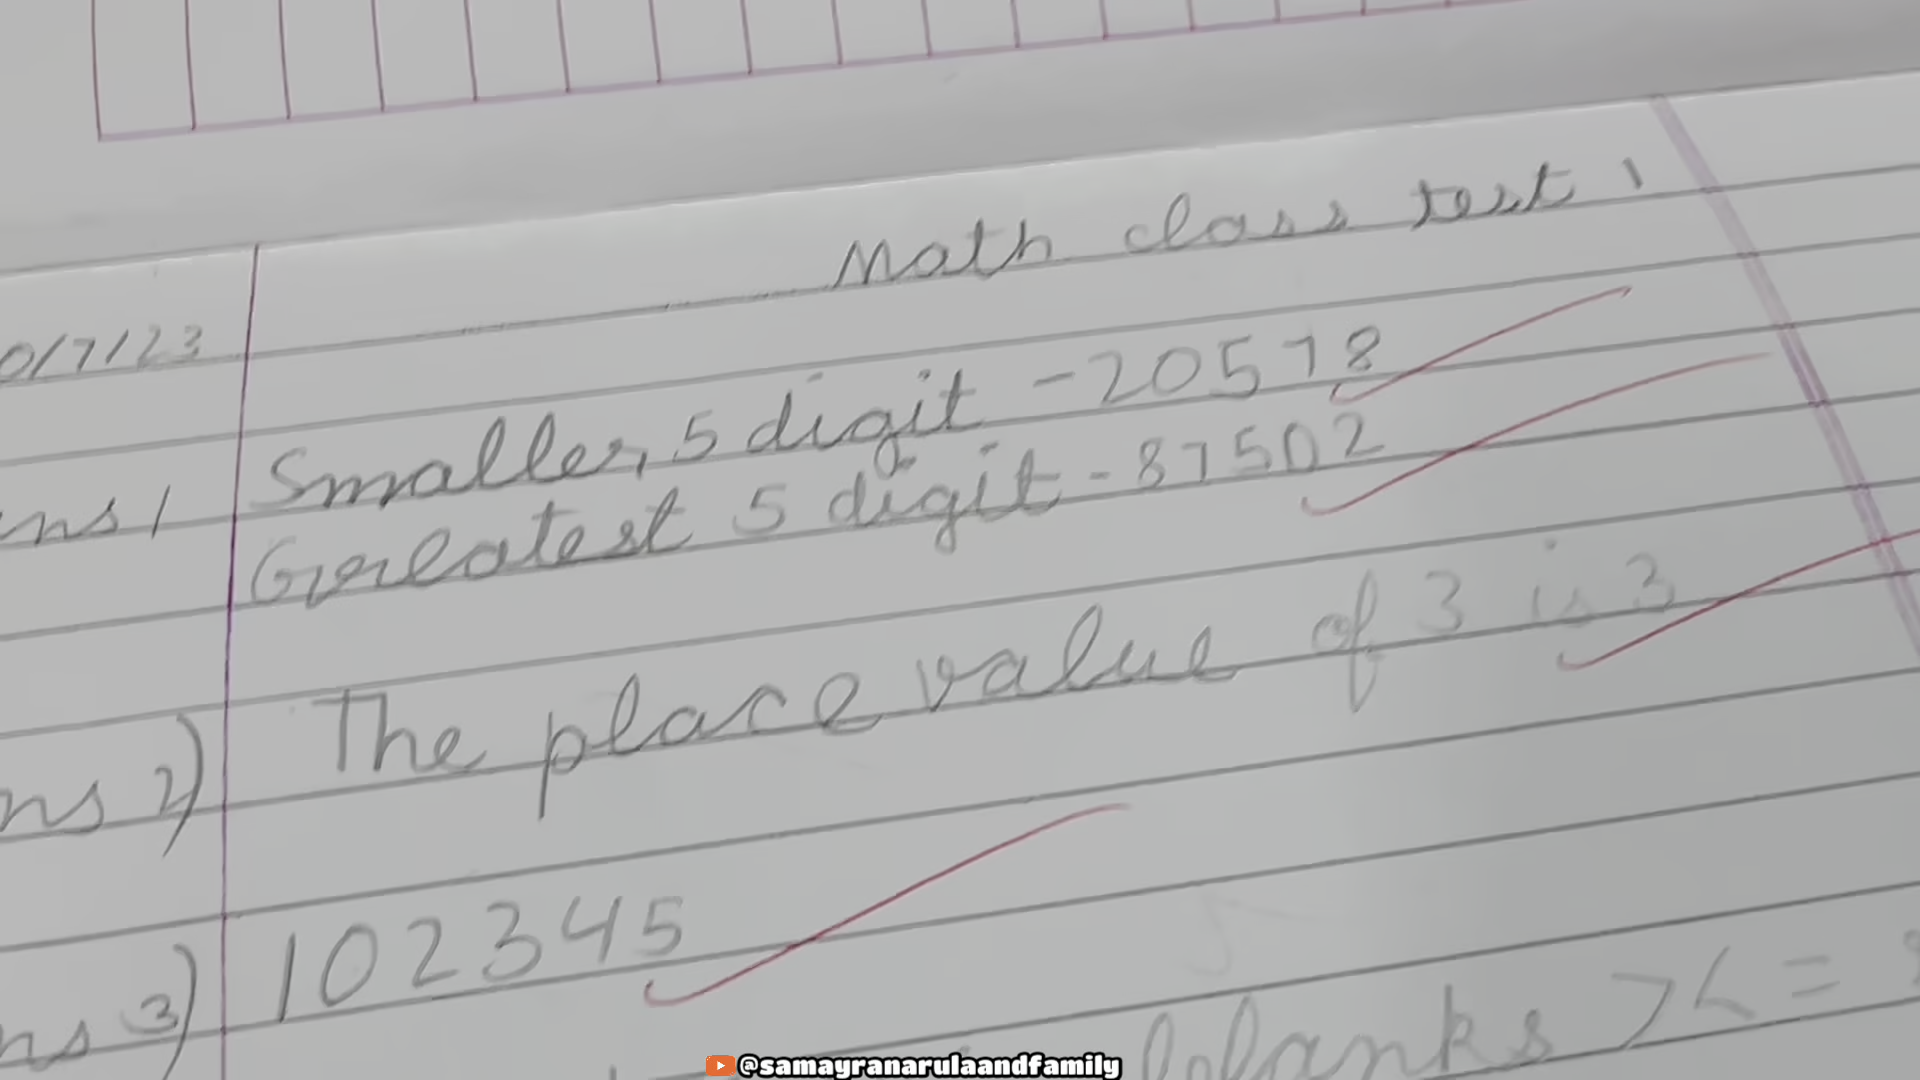 Math class test 1
0/7/23
Smaller, 5 digit - 20578
ns 1
Greatest 5 digit - 87502
ns 2) The place value of 3 is 3
ns 3) 102345
blanks > < =
@samayranarulaandfamily